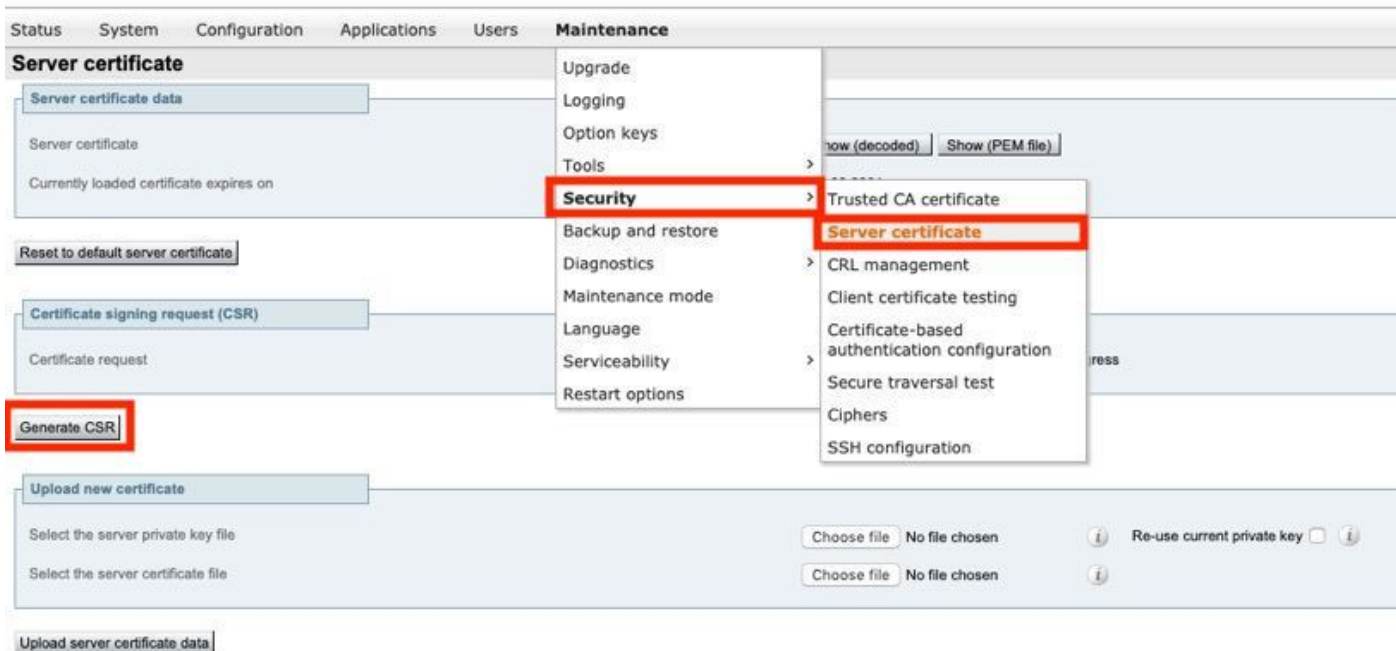 Status System Configuration Applications Users Maintenance
Server certificate
Upgrade
Logging
Option keys
Tools
Security
Backup and restore
Diagnostics
Maintenance mode
Language
Serviceability
Restart options
Trusted CA certificate
Server certificate
CRL management
Client certificate testing
Certificate-based
authentication configuration
Secure traversal test
Ciphers
SSH configuration
Server certificate data
Server certificate (decoded) Show (PEM file)
Currently loaded certificate expires on
Reset to default server certificate
Certificate signing request (CSR)
Certificate request
Generate CSR
Upload new certificate
Select the server private key file Choose file No file chosen i Re-use current private key i
Select the server certificate file Choose file No file chosen i
Upload server certificate data